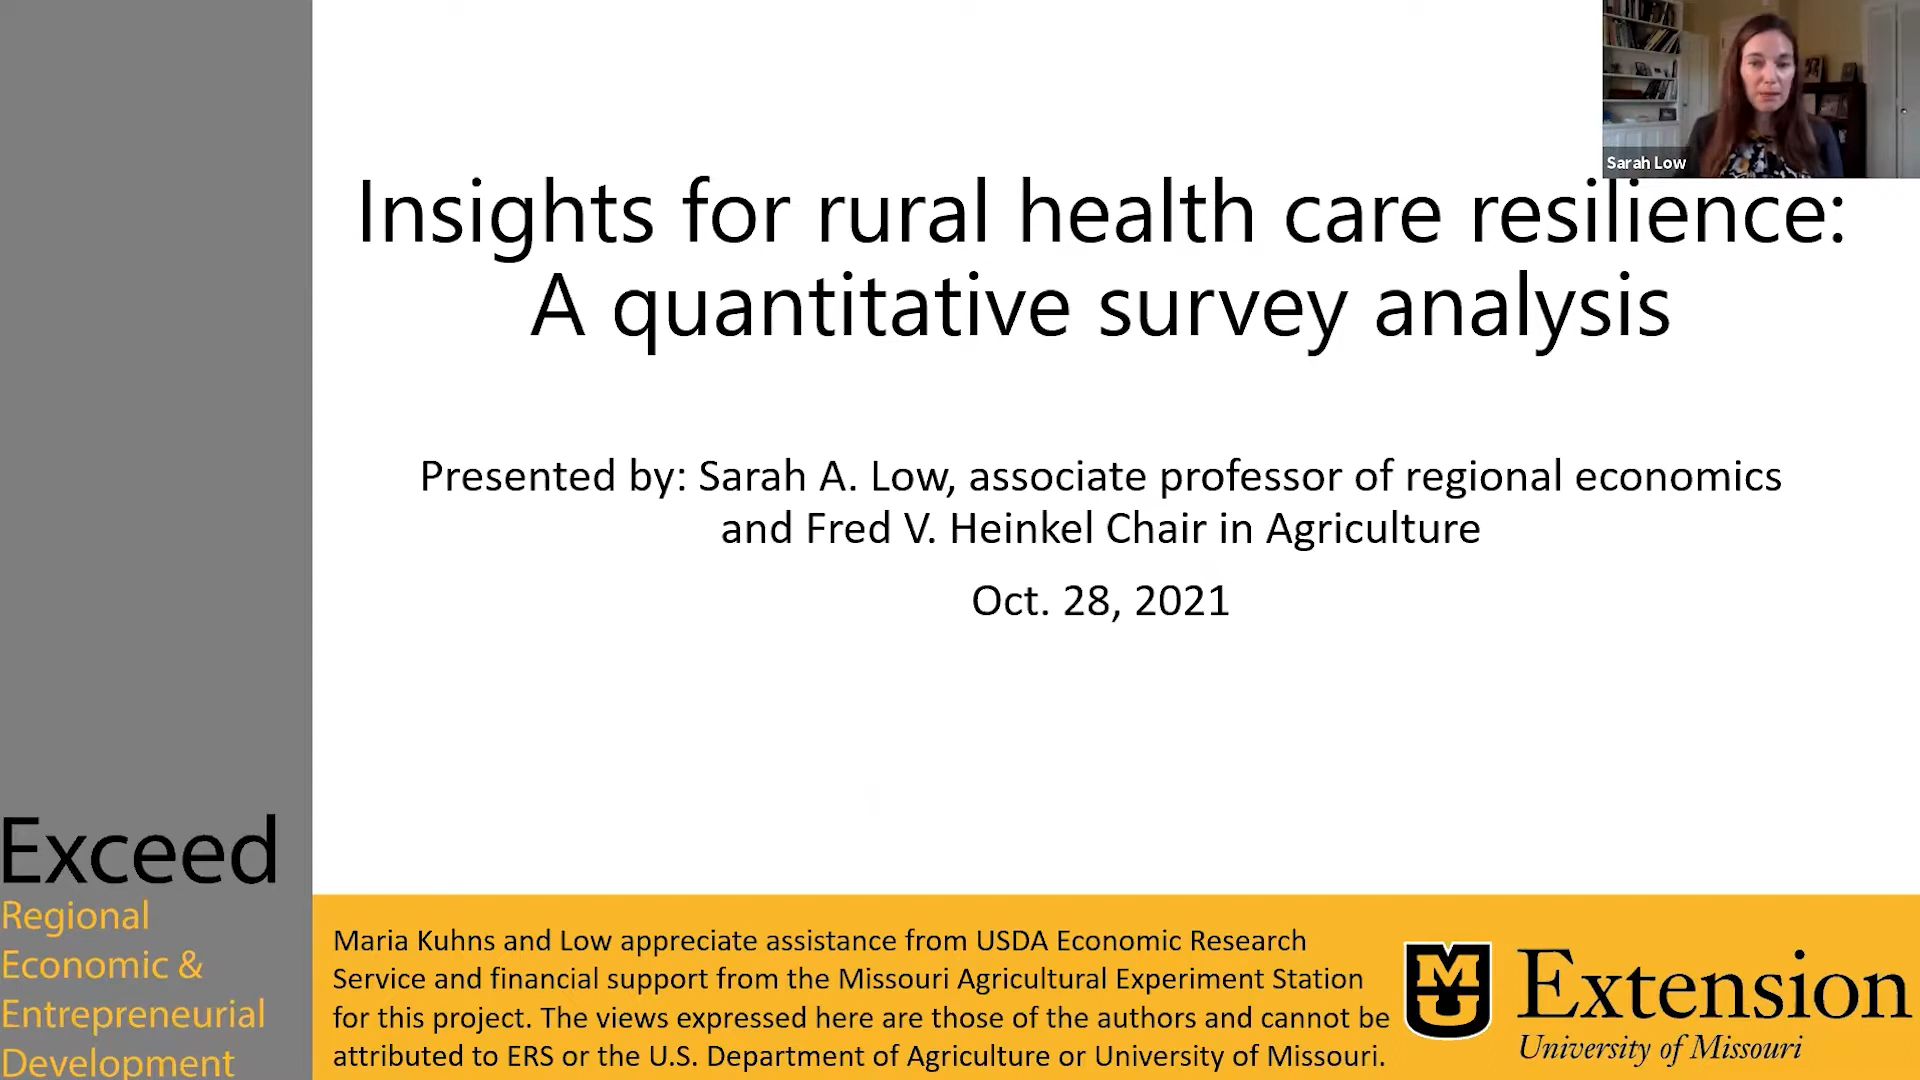 Sarah Low
Insights for rural health care resilience:
A quantitative survey analysis
Presented by: Sarah A. Low, associate professor of regional economics
and Fred V. Heinkel Chair in Agriculture
Oct. 28, 2021
Exceed
Regional
Economic &
Entrepreneurial
Development
Maria Kuhns and Low appreciate assistance from USDA Economic Research
Service and financial support from the Missouri Agricultural Experiment Station
for this project. The views expressed here are those of the authors and cannot be
attributed to ERS or the U.S. Department of Agriculture or University of Missouri.
MU
Extension
University of Missouri